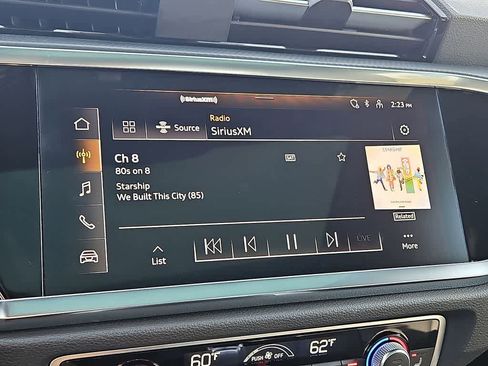 ((SiriusXM))
2:23 PM
Radio
Source
SiriusXM
Ch 8
SAT
80s on 8
Starship
We Built This City (85)
STARSHIP
Related
List
LIVE
More
60°F
PUSH OFF
62°F